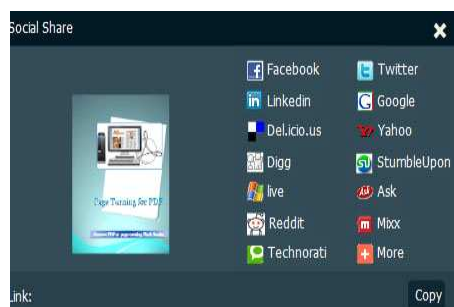 Social Share
Facebook
Twitter
Linkedin
Google
Del.icio.us
Yahoo
Digg
StumbleUpon
live
Ask
Reddit
Mixx
Technorati
More
Page Turning for PDF
Link:
Copy